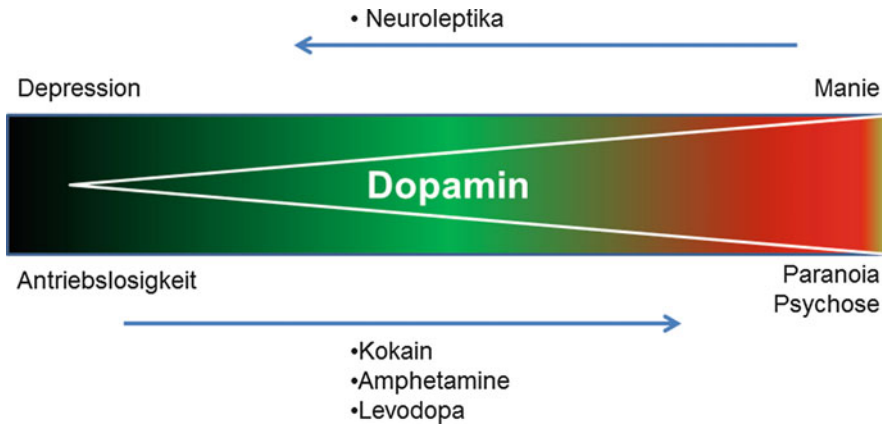 • Neuroleptika
Depression
Manie
Dopamin
Antriebslosigkeit
Paranoia
Psychose
•Kokain
•Amphetamine
•Levodopa